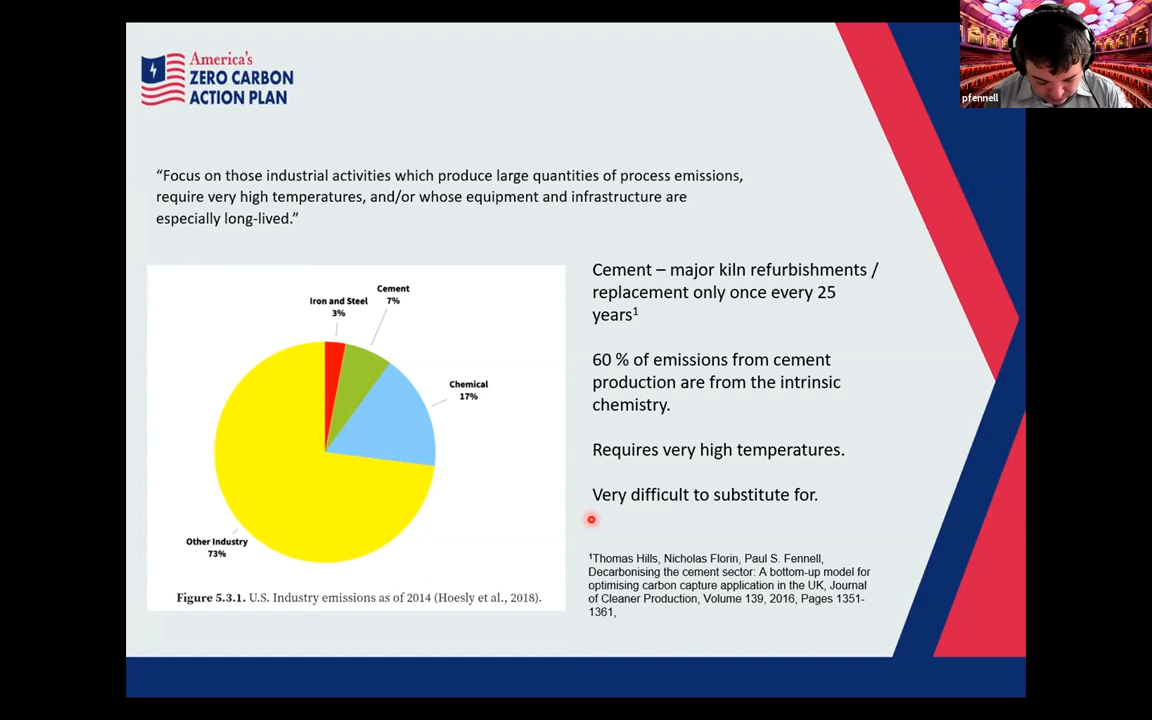 America's
ZERO CARBON
ACTION PLAN
pfennell
“Focus on those industrial activities which produce large quantities of process emissions,
require very high temperatures, and/or whose equipment and infrastructure are
especially long-lived.”
Cement
7%
Iron and Steel
3%
Chemical
17%
Other Industry
73%
Figure 5.3.1. U.S. Industry emissions as of 2014 (Hoesly et al., 2018).
Cement – major kiln refurbishments /
replacement only once every 25
years¹
60 % of emissions from cement
production are from the intrinsic
chemistry.
Requires very high temperatures.
Very difficult to substitute for.
¹Thomas Hills, Nicholas Florin, Paul S. Fennell,
Decarbonising the cement sector: A bottom-up model for
optimising carbon capture application in the UK, Journal
of Cleaner Production, Volume 139, 2016, Pages 1351-
1361,